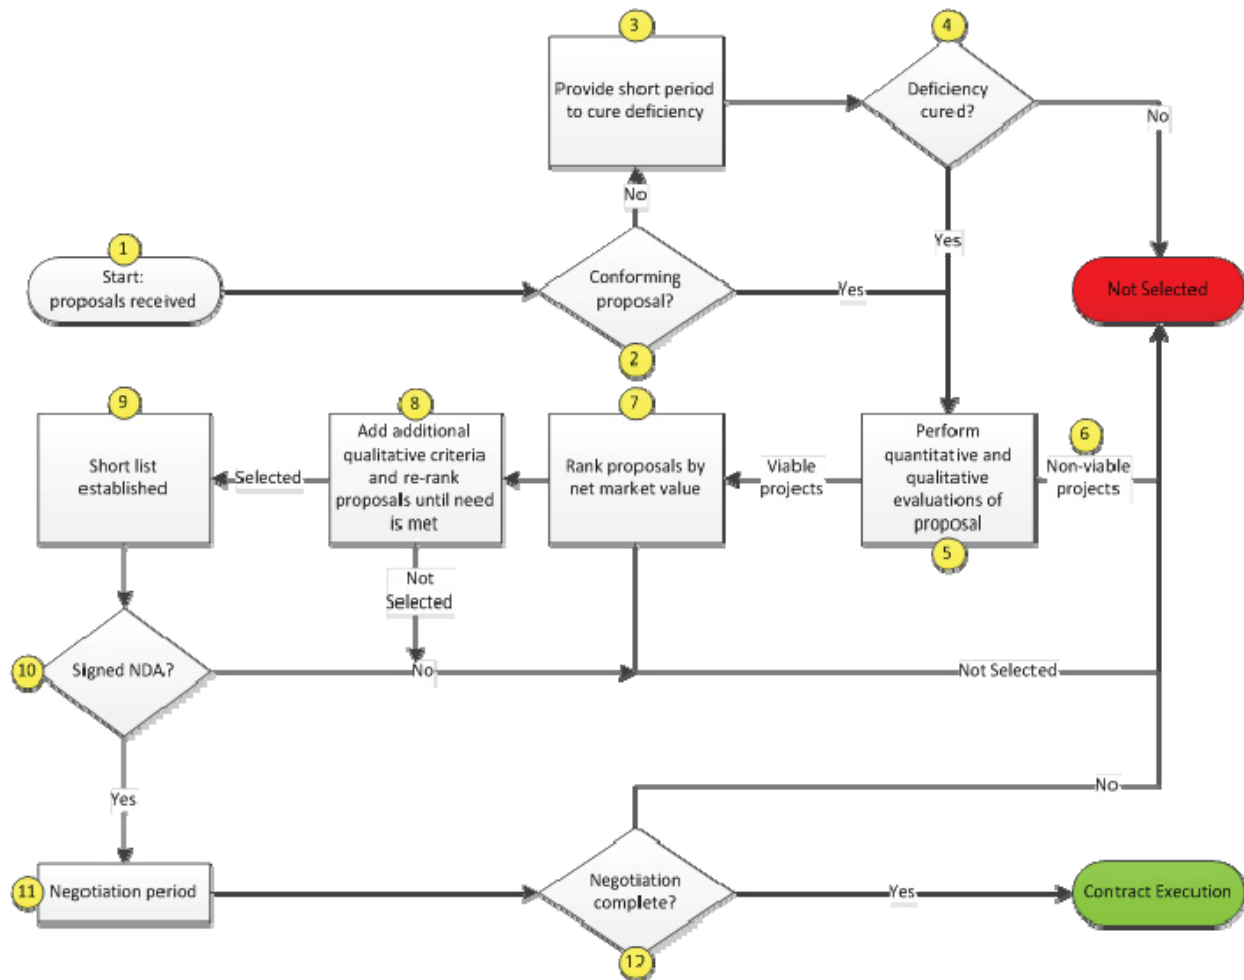 3
4
Provide short period
to cure deficiency
Deficiency
cured?
No
No
1
Start:
proposals received
Conforming
proposal?
Yes
Yes
Not Selected
2
9
8
7
6
Short list
established
Selected
Add additional
qualitative criteria
and re-rank
proposals until need
is met
Rank proposals by
net market value
Viable
projects
Perform
quantitative and
qualitative
evaluations of
proposal
Non-viable
projects
5
Not
Selected
10
Signed NDA?
No
Not Selected
Yes
No
11
Negotiation period
Negotiation
complete?
Yes
Contract Execution
12